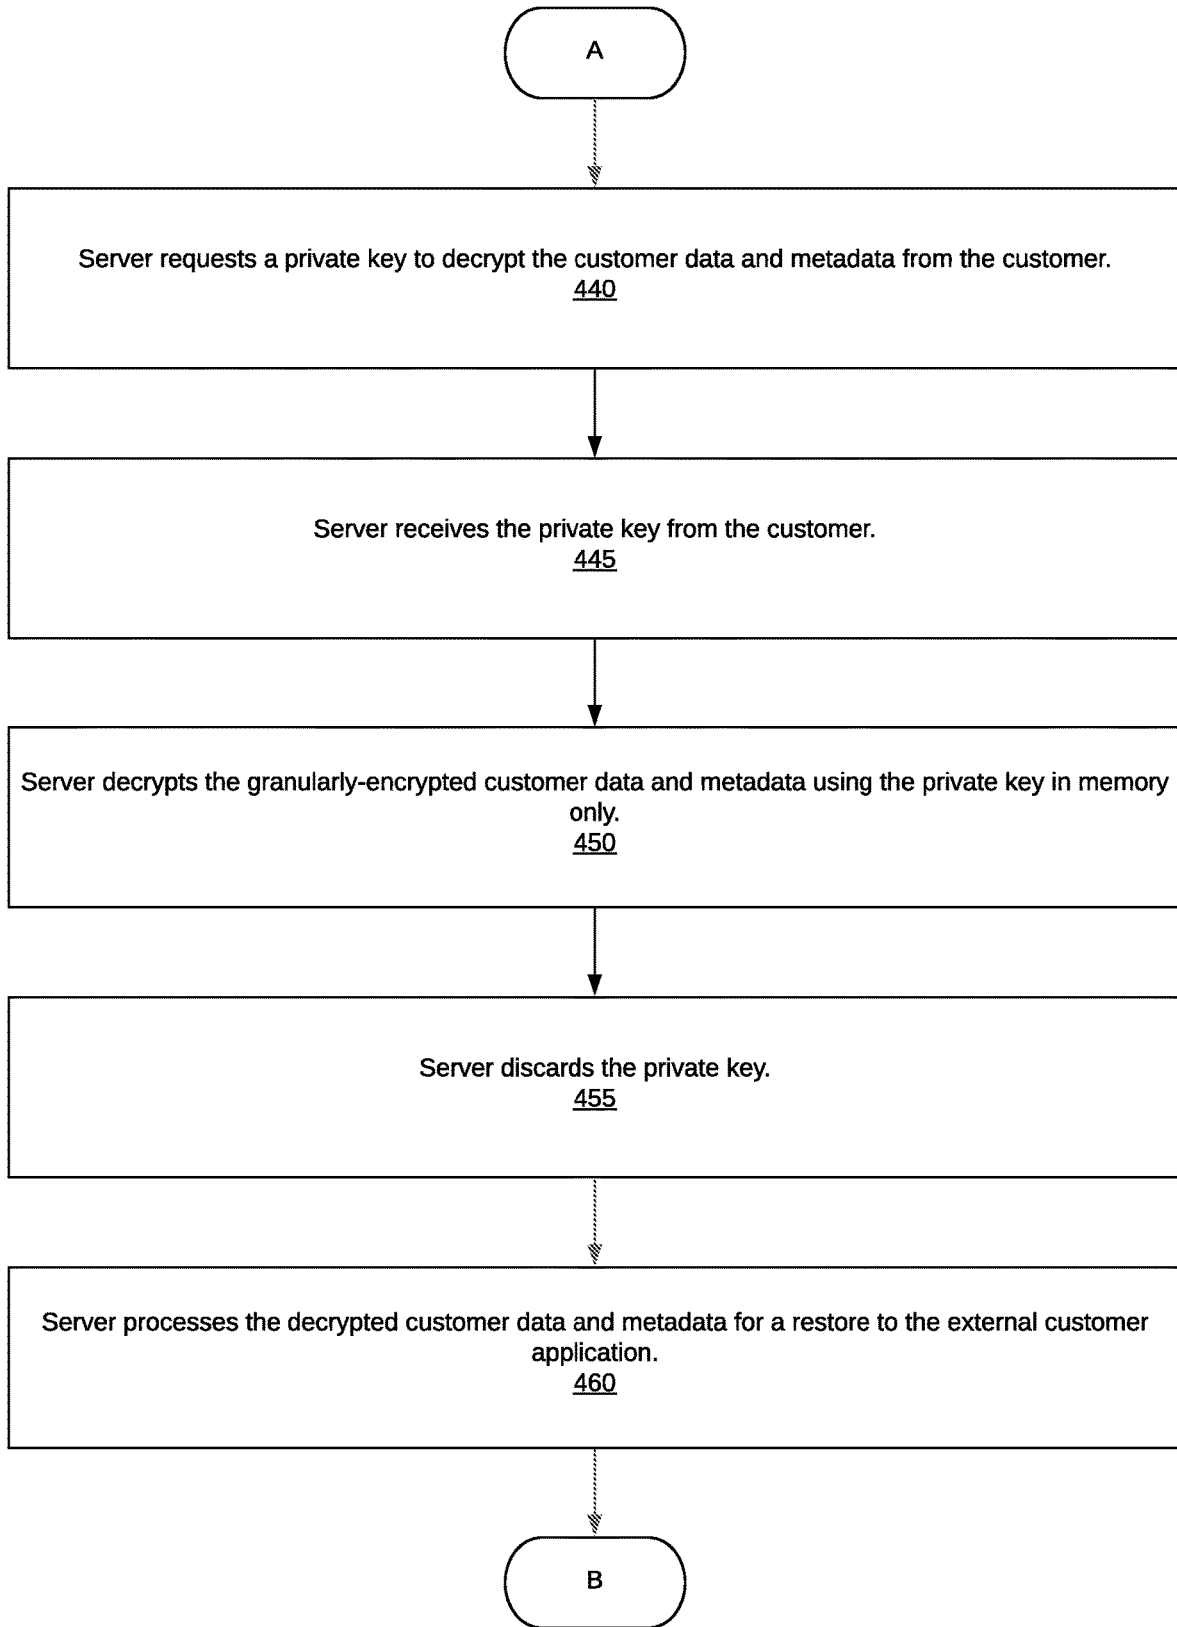 A
Server requests a private key to decrypt the customer data and metadata from the customer.
440
Server receives the private key from the customer.
445
Server decrypts the granularly-encrypted customer data and metadata using the private key in memory
only.
450
Server discards the private key.
455
Server processes the decrypted customer data and metadata for a restore to the external customer
application.
460
B